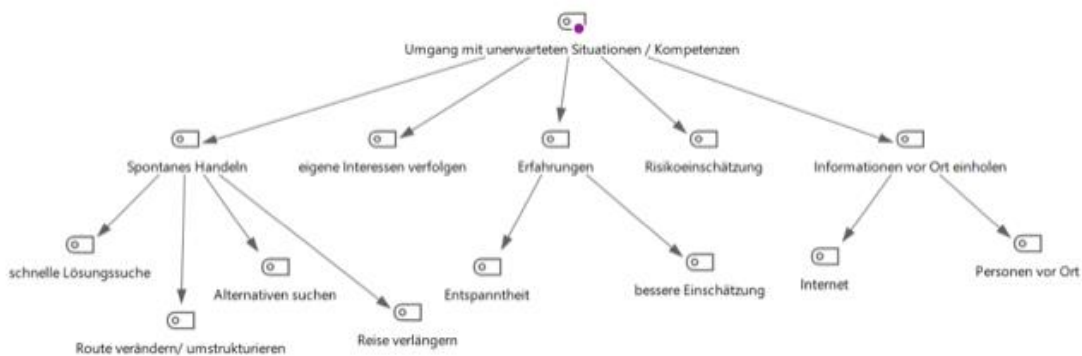 Umgang mit unerwarteten Situationen / Kompetenzen
Spontanes Handeln
eigene Interessen verfolgen
Erfahrungen
Risikoeinschätzung
Informationen vor Ort einholen
schnelle Lösungssuche
Alternativen suchen
Route verändern/ umstrukturieren
Reise verlängern
Entspanntheit
bessere Einschätzung
Internet
Personen vor Ort